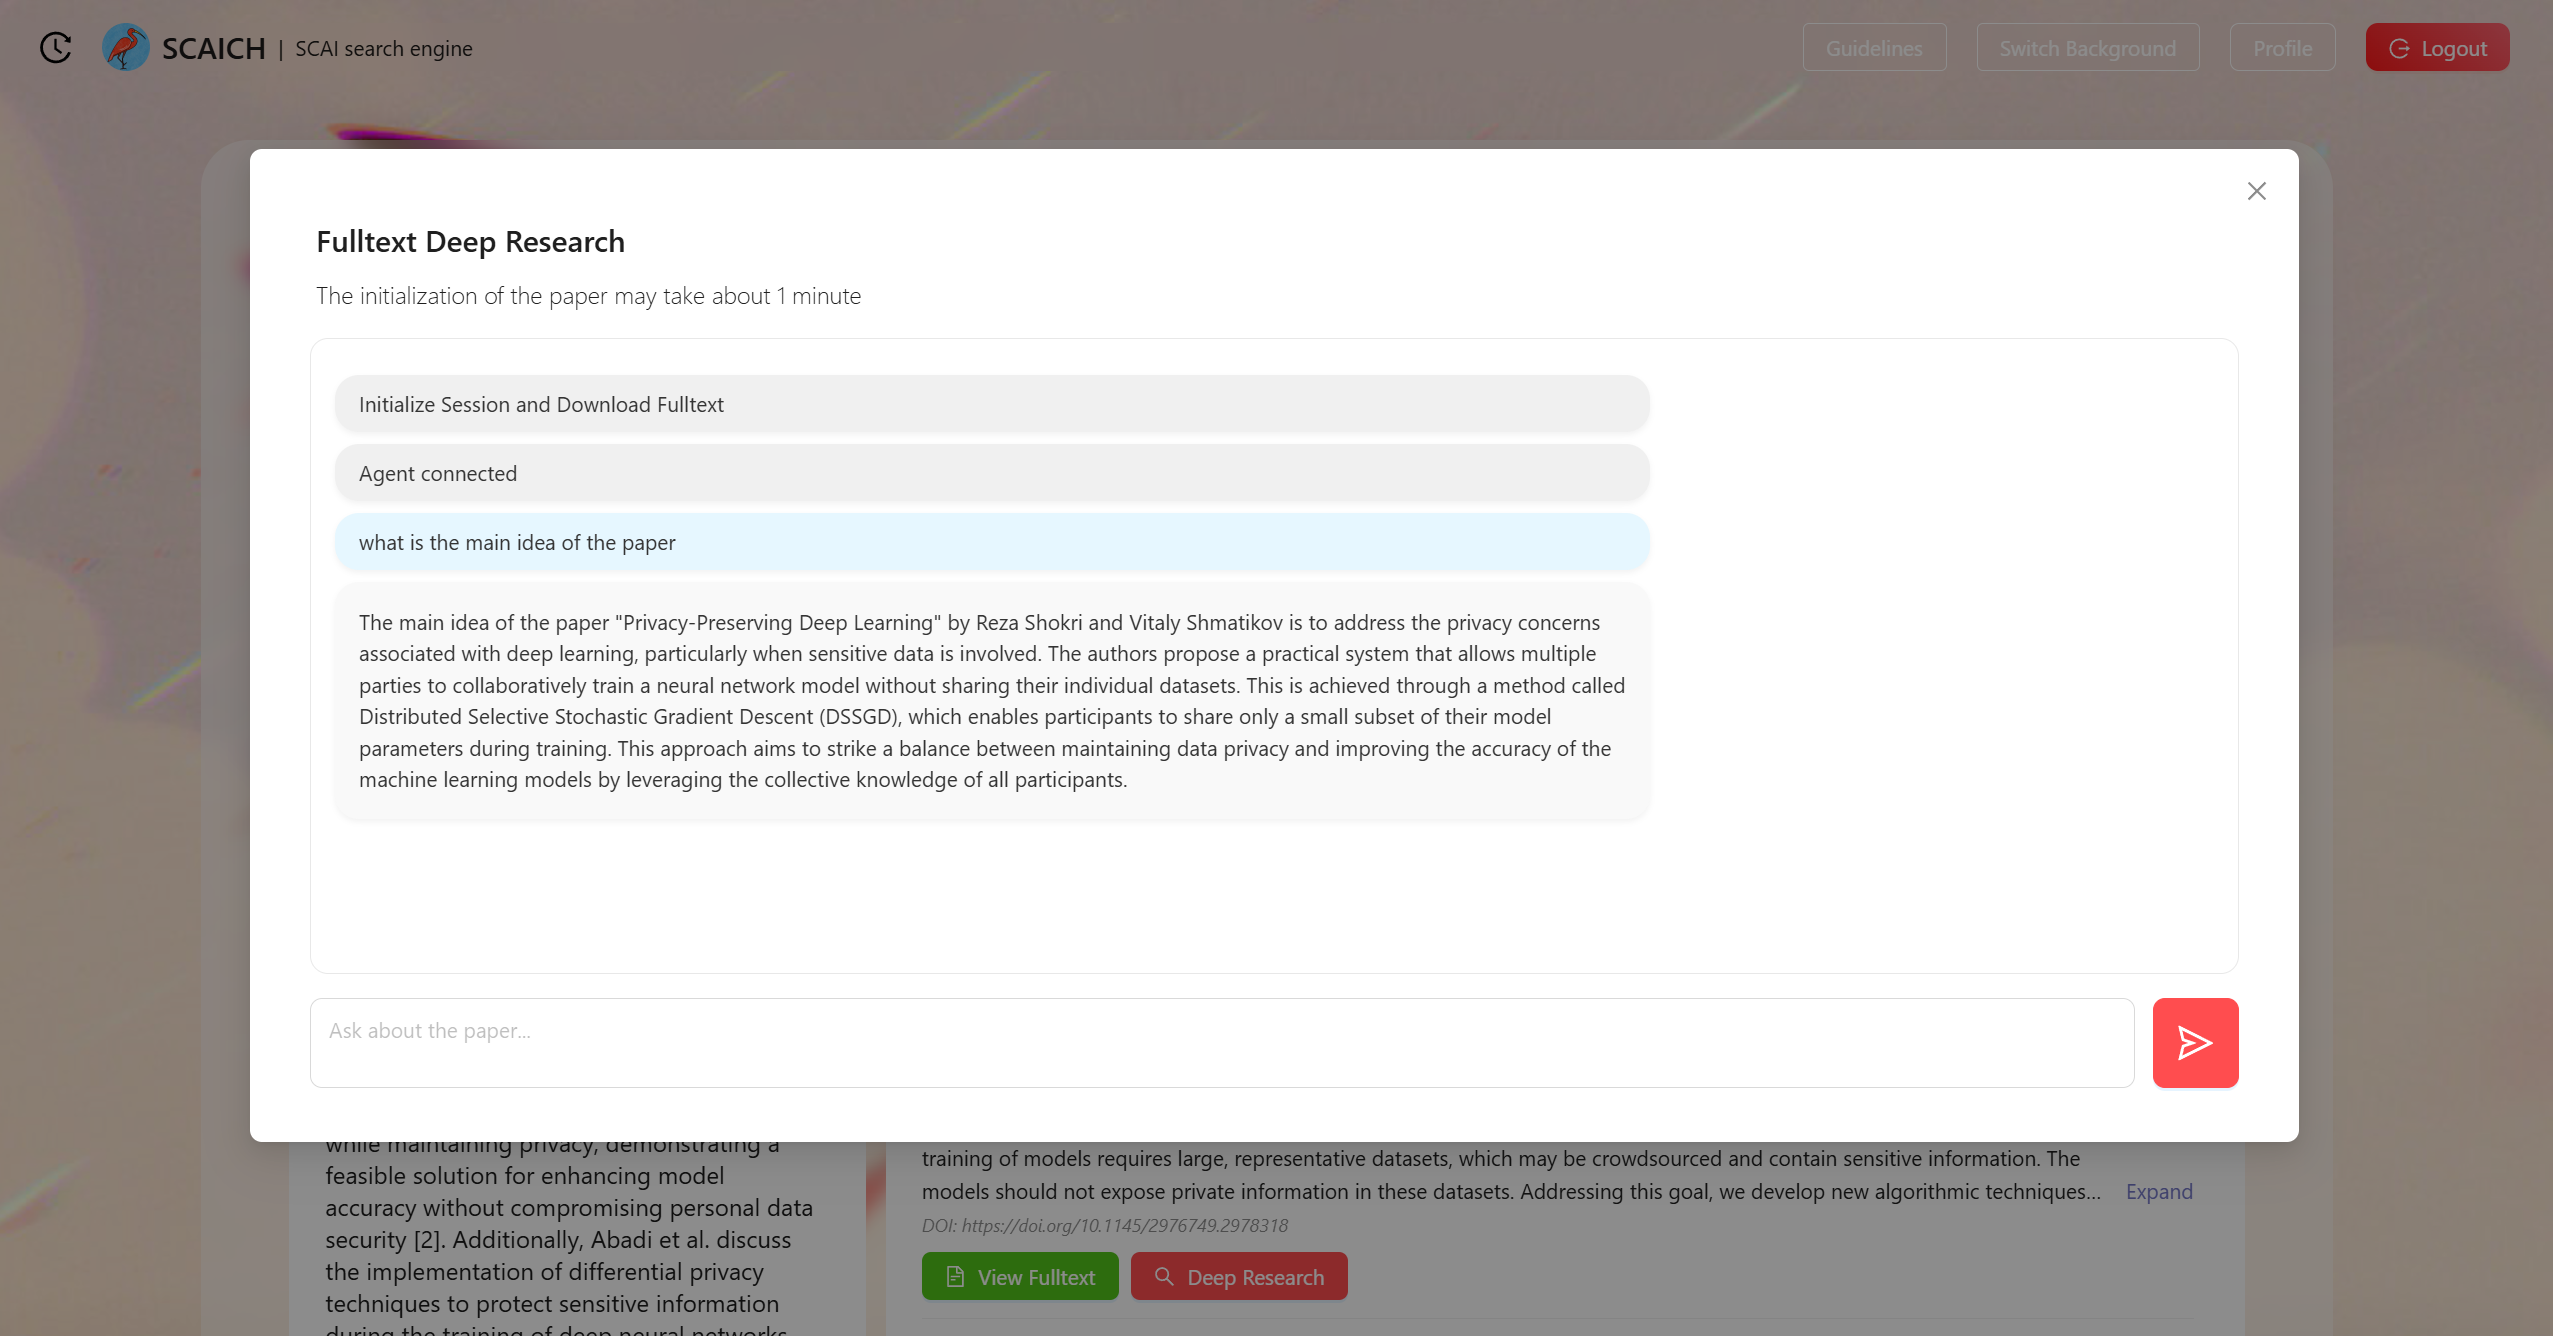 SCAICH | SCAI search engine
Guidelines
Switch Background
Profile
Logout
Fulltext Deep Research
The initialization of the paper may take about 1 minute
Initialize Session and Download Fulltext
Agent connected
what is the main idea of the paper
The main idea of the paper "Privacy-Preserving Deep Learning" by Reza Shokri and Vitaly Shmatikov is to address the privacy concerns
associated with deep learning, particularly when sensitive data is involved. The authors propose a practical system that allows multiple
parties to collaboratively train a neural network model without sharing their individual datasets. This is achieved through a method called
Distributed Selective Stochastic Gradient Descent (DSSGD), which enables participants to share only a small subset of their model
parameters during training. This approach aims to strike a balance between maintaining data privacy and improving the accuracy of the
machine learning models by leveraging the collective knowledge of all participants.
Ask about the paper...
while maintaining privacy, demonstrating a
feasible solution for enhancing model
accuracy without compromising personal data
security [2]. Additionally, Abadi et al. discuss
the implementation of differential privacy
techniques to protect sensitive information
during the training of deep neural networks
training of models requires large, representative datasets, which may be crowdsourced and contain sensitive information. The
models should not expose private information in these datasets. Addressing this goal, we develop new algorithmic techniques... Expand
DOI: https://doi.org/10.1145/2976749.2978318
View Fulltext
Deep Research